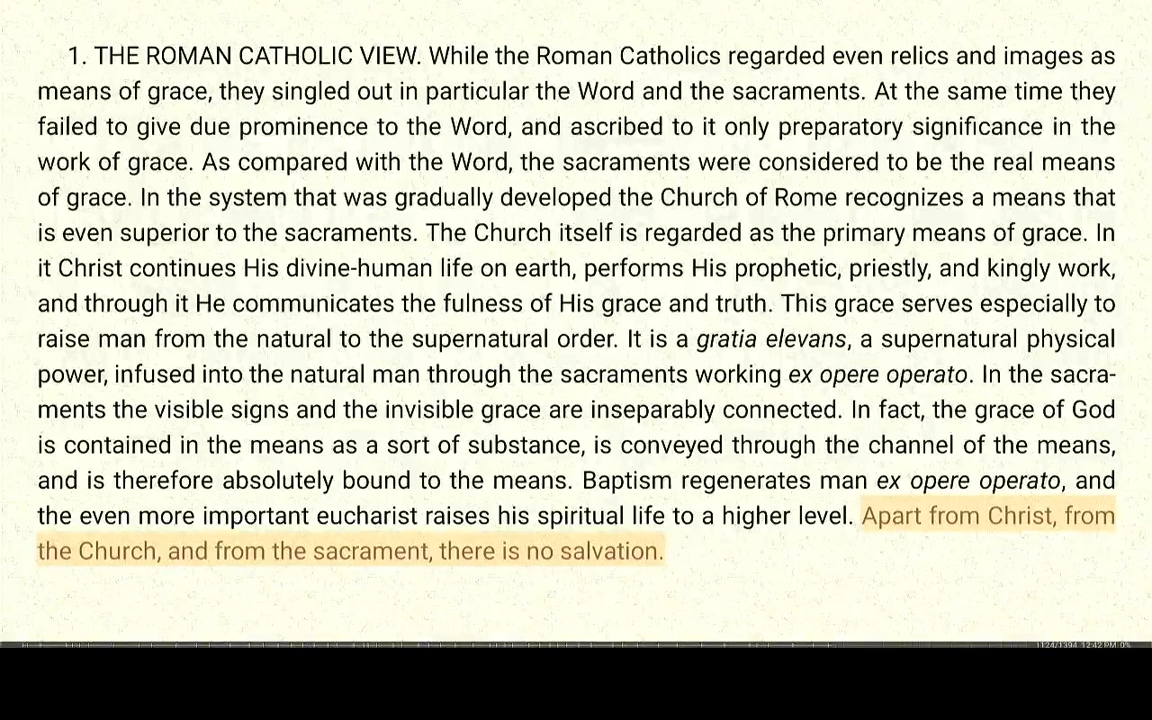 1. THE ROMAN CATHOLIC VIEW. While the Roman Catholics regarded even relics and images as
means of grace, they singled out in particular the Word and the sacraments. At the same time they
failed to give due prominence to the Word, and ascribed to it only preparatory significance in the
work of grace. As compared with the Word, the sacraments were considered to be the real means
of grace. In the system that was gradually developed the Church of Rome recognizes a means that
is even superior to the sacraments. The Church itself is regarded as the primary means of grace. In
it Christ continues His divine-human life on earth, performs His prophetic, priestly, and kingly work,
and through it He communicates the fulness of His grace and truth. This grace serves especially to
raise man from the natural to the supernatural order. It is a gratia elevans, a supernatural physical
power, infused into the natural man through the sacraments working ex opere operato. In the sacra-
ments the visible signs and the invisible grace are inseparably connected. In fact, the grace of God
is contained in the means as a sort of substance, is conveyed through the channel of the means,
and is therefore absolutely bound to the means. Baptism regenerates man ex opere operato, and
the even more important eucharist raises his spiritual life to a higher level. Apart from Christ, from
the Church, and from the sacrament, there is no salvation.
1124/1394 12:42 PM 0%